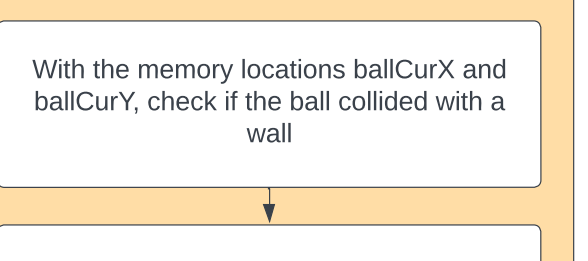 With the memory locations ballCurX and
ballCurY, check if the ball collided with a
wall